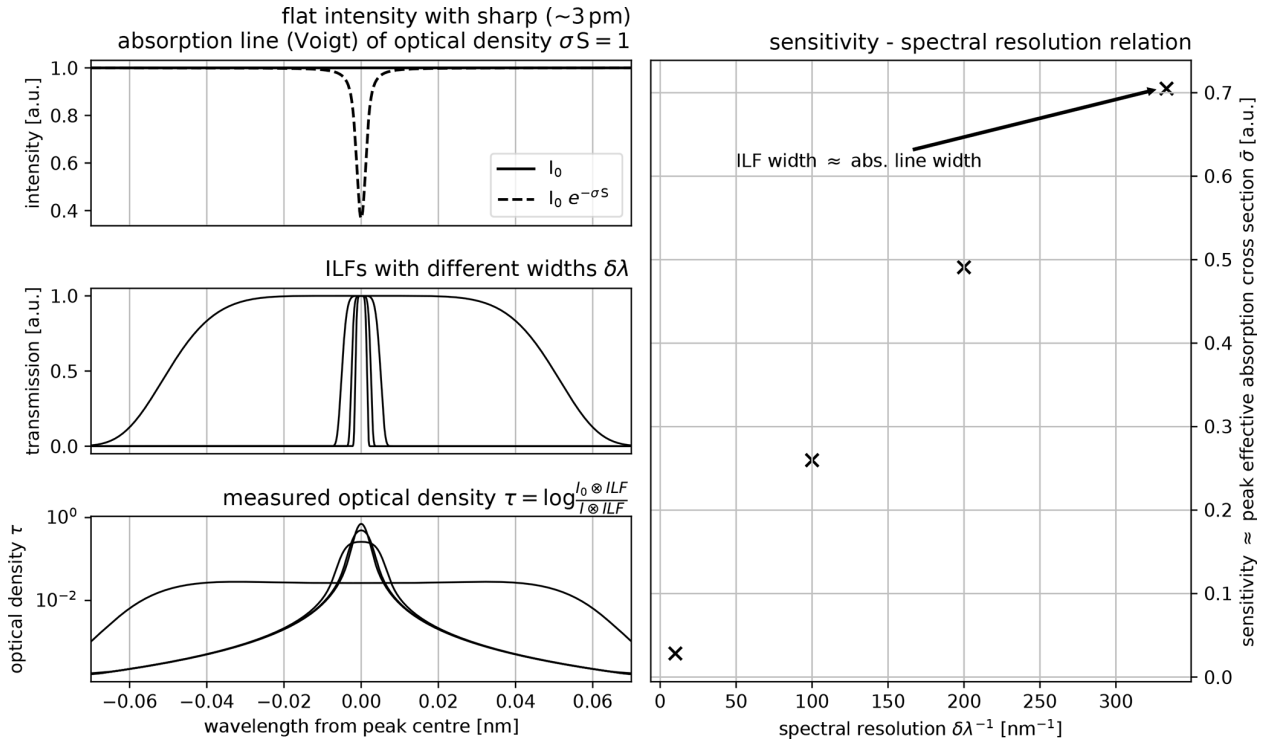 flat intensity with sharp (~3 pm)
absorption line (Voigt) of optical density σ S = 1
1.0
0.8
0.6
0.4
intensity [a.u.]
I₀
I₀ e^{−σ S}
ILFs with different widths δλ
1.0
0.5
0.0
transmission [a.u.]
measured optical density τ = log (I₀ ⊗ ILF)/(I ⊗ ILF)
10⁰
10⁻²
optical density τ
−0.06 −0.04 −0.02 0.00 0.02 0.04 0.06
wavelength from peak centre [nm]
sensitivity - spectral resolution relation
ILF width ≈ abs. line width
0.7
0.6
0.5
0.4
0.3
0.2
0.1
0.0
sensitivity ≈ peak effective absorption cross section σ̄ [a.u.]
0 50 100 150 200 250 300
spectral resolution δλ⁻¹ [nm⁻¹]